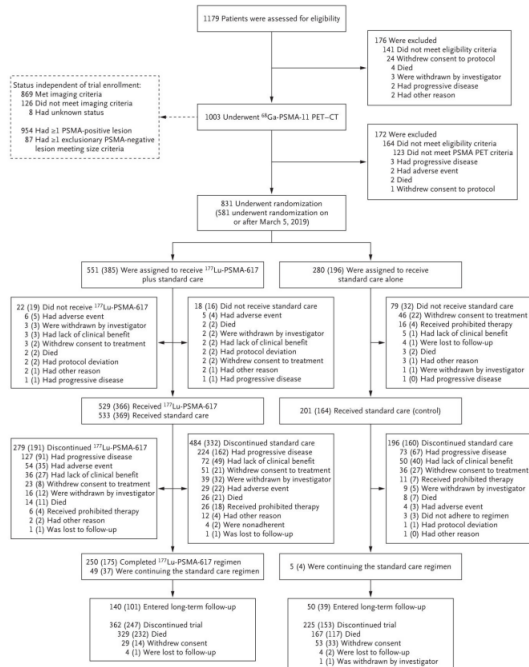 1179 Patients were assessed for eligibility
176 Were excluded
141 Did not meet eligibility criteria
24 Withdrew consent to protocol
4 Died
3 Were withdrawn by investigator
2 Had progressive disease
2 Had other reason
Status independent of trial enrollment:
869 Met imaging criteria
126 Did not meet imaging criteria
8 Had unknown status
954 Had ≥1 PSMA-positive lesion
87 Had ≥1 exclusionary PSMA-negative
lesion meeting size criteria
1003 Underwent ⁶⁸Ga-PSMA-11 PET–CT
172 Were excluded
164 Did not meet eligibility criteria
123 Did not meet PSMA PET criteria
3 Had progressive disease
2 Had adverse event
2 Died
1 Withdrew consent to protocol
831 Underwent randomization
(581 underwent randomization on
or after March 5, 2019)
551 (385) Were assigned to receive ¹⁷⁷Lu-PSMA-617
plus standard care
280 (196) Were assigned to receive
standard care alone
22 (19) Did not receive ¹⁷⁷Lu-PSMA-617
6 (5) Had adverse event
3 (3) Were withdrawn by investigator
3 (3) Had lack of clinical benefit
3 (2) Withdrew consent to treatment
2 (2) Died
2 (2) Had protocol deviation
2 (1) Had other reason
1 (1) Had progressive disease
18 (16) Did not receive standard care
5 (4) Had adverse event
2 (2) Died
2 (2) Were withdrawn by investigator
2 (2) Had lack of clinical benefit
2 (2) Had protocol deviation
2 (2) Withdrew consent to treatment
2 (1) Had other reason
1 (1) Had progressive disease
79 (32) Did not receive standard care
46 (22) Withdrew consent to treatment
16 (4) Received prohibited therapy
5 (1) Had lack of clinical benefit
4 (1) Were lost to follow-up
3 (2) Died
3 (1) Had other reason
1 (1) Were withdrawn by investigator
1 (0) Had progressive disease
529 (366) Received ¹⁷⁷Lu-PSMA-617
533 (369) Received standard care
201 (164) Received standard care (control)
279 (191) Discontinued ¹⁷⁷Lu-PSMA-617
127 (91) Had progressive disease
54 (35) Had adverse event
36 (27) Had lack of clinical benefit
23 (8) Withdrew consent to treatment
16 (12) Were withdrawn by investigator
14 (11) Died
6 (4) Received prohibited therapy
2 (2) Had other reason
1 (1) Was lost to follow-up
484 (332) Discontinued standard care
224 (162) Had progressive disease
72 (49) Had lack of clinical benefit
51 (21) Withdrew consent to treatment
39 (32) Were withdrawn by investigator
29 (22) Had adverse event
26 (21) Died
26 (18) Received prohibited therapy
12 (4) Had other reason
4 (2) Were nonadherent
1 (1) Was lost to follow-up
196 (160) Discontinued standard care
73 (67) Had progressive disease
50 (40) Had lack of clinical benefit
36 (27) Withdrew consent to treatment
11 (7) Received prohibited therapy
9 (5) Were withdrawn by investigator
8 (7) Died
4 (3) Had adverse event
3 (3) Did not adhere to regimen
1 (1) Had protocol deviation
1 (0) Had other reason
250 (175) Completed ¹⁷⁷Lu-PSMA-617 regimen
49 (37) Were continuing the standard care regimen
5 (4) Were continuing the standard care regimen
140 (101) Entered long-term follow-up
362 (247) Discontinued trial
329 (232) Died
29 (14) Withdrew consent
4 (1) Were lost to follow-up
50 (39) Entered long-term follow-up
225 (153) Discontinued trial
167 (117) Died
53 (33) Withdrew consent
4 (2) Were lost to follow-up
1 (1) Was withdrawn by investigator